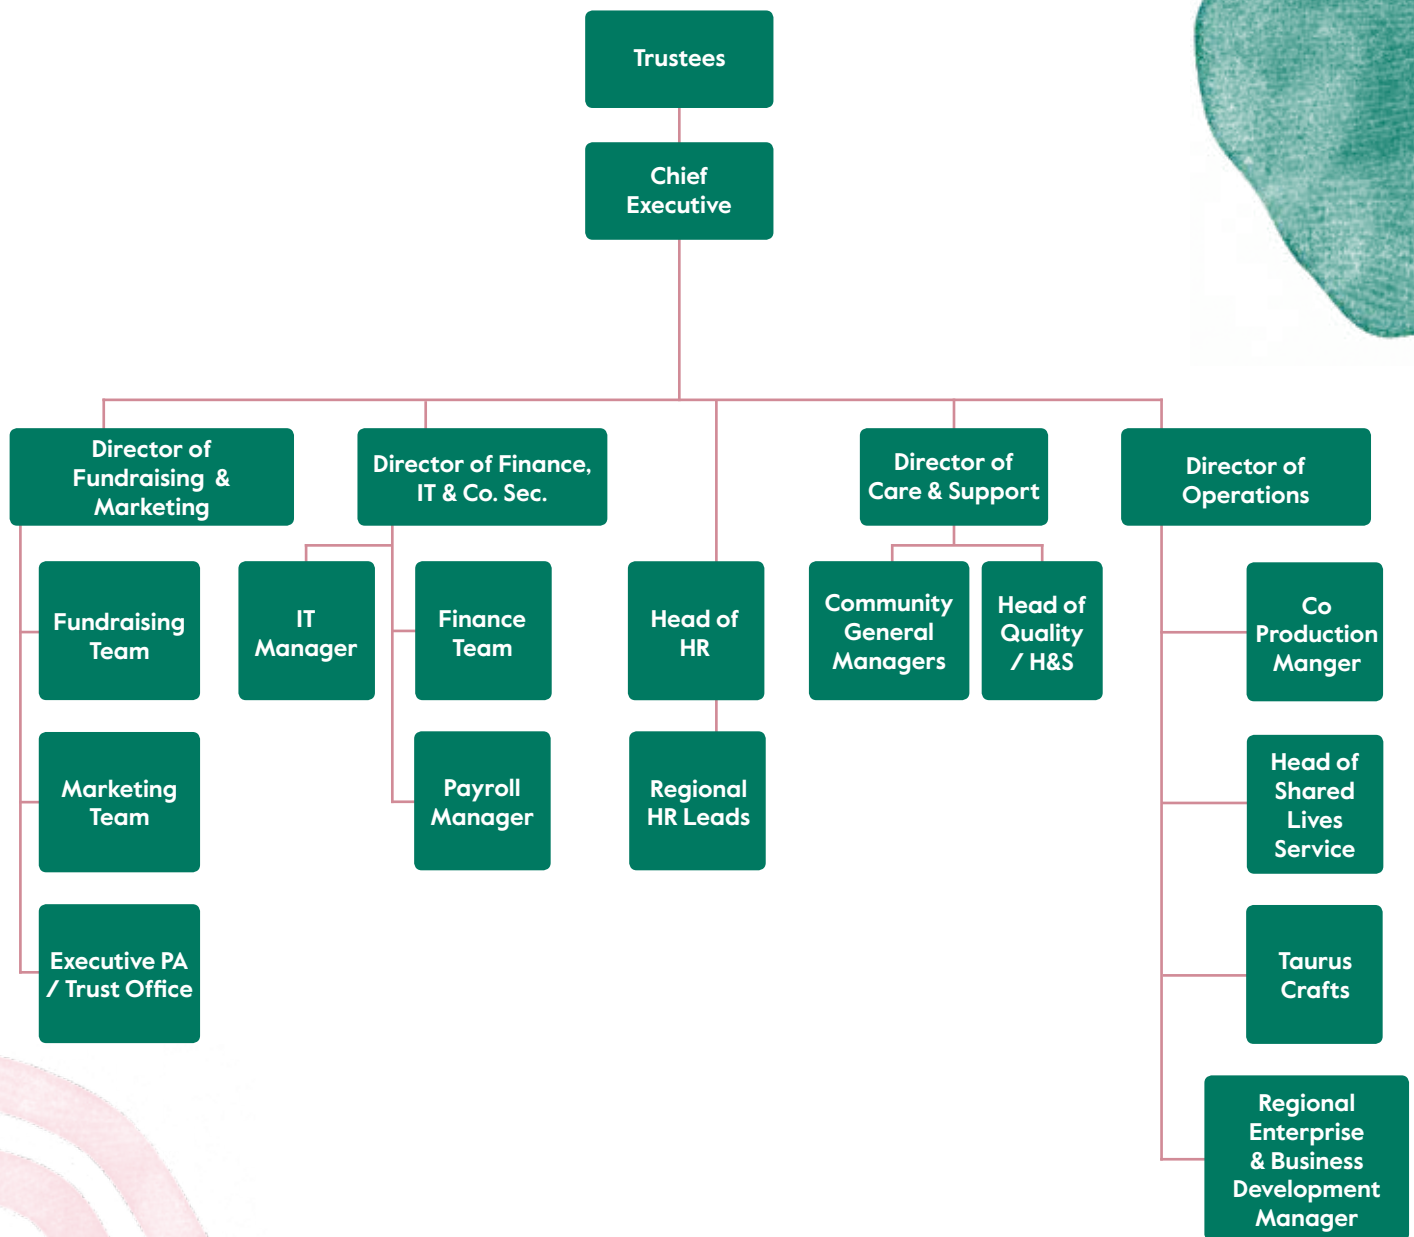 Trustees
Chief
Executive
Director of
Fundraising &
Marketing
Director of Finance,
IT & Co. Sec.
Director of
Care & Support
Director of
Operations
Fundraising
Team
IT
Manager
Finance
Team
Head of
HR
Community
General
Managers
Head of
Quality
/ H&S
Co
Production
Manger
Marketing
Team
Payroll
Manager
Regional
HR Leads
Head of
Shared
Lives
Service
Executive PA
/ Trust Office
Taurus
Crafts
Regional
Enterprise
& Business
Development
Manager